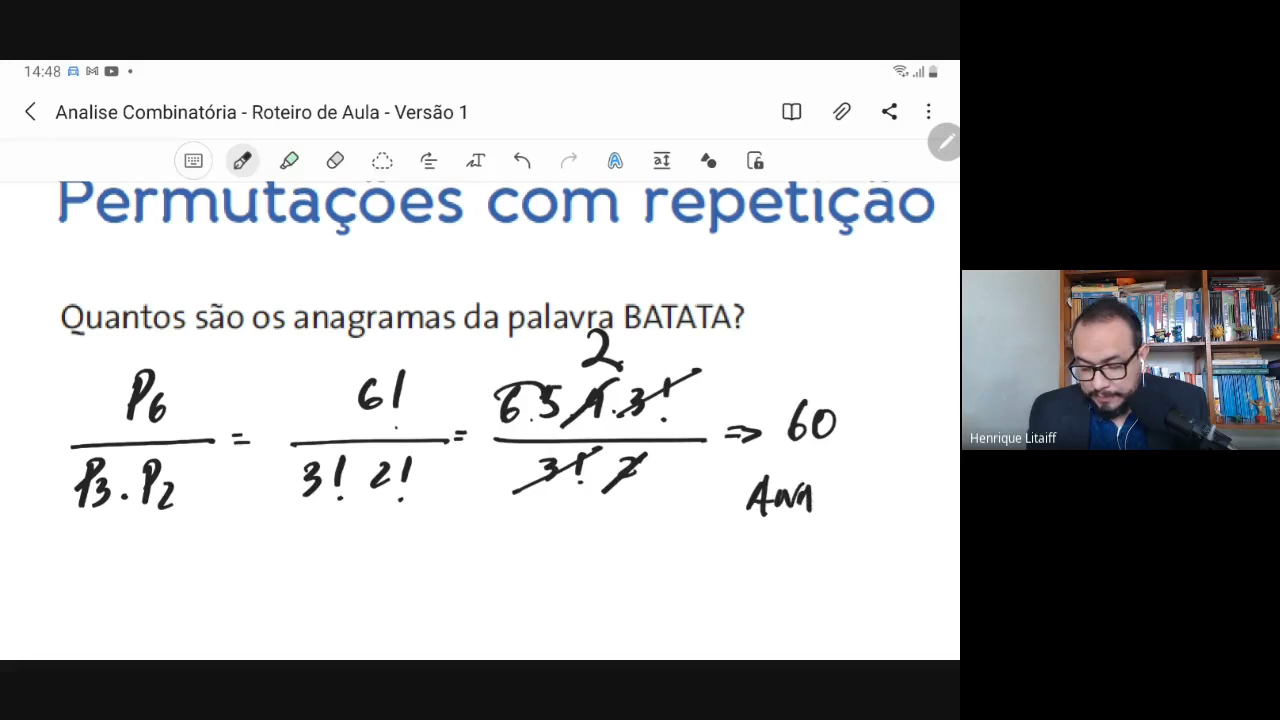 14:48
Analise Combinatória - Roteiro de Aula - Versão 1
Permutações com repetição
Quantos são os anagramas da palavra BATATA?
2
P6 / P3 . P2 = 6! / 3! 2! = 6.5.4.3! / 3! 2 => 60
Ana
Henrique Litaiff